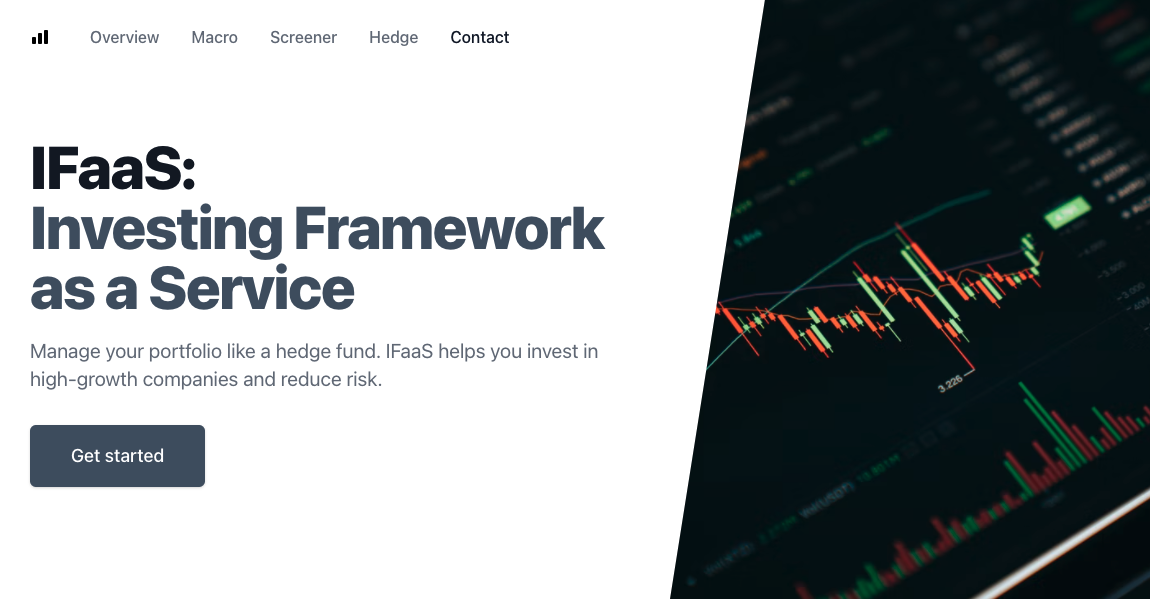 Overview Macro Screener Hedge Contact
IFaaS:
Investing Framework
as a Service
Manage your portfolio like a hedge fund. IFaaS helps you invest in
high-growth companies and reduce risk.
Get started
3.226